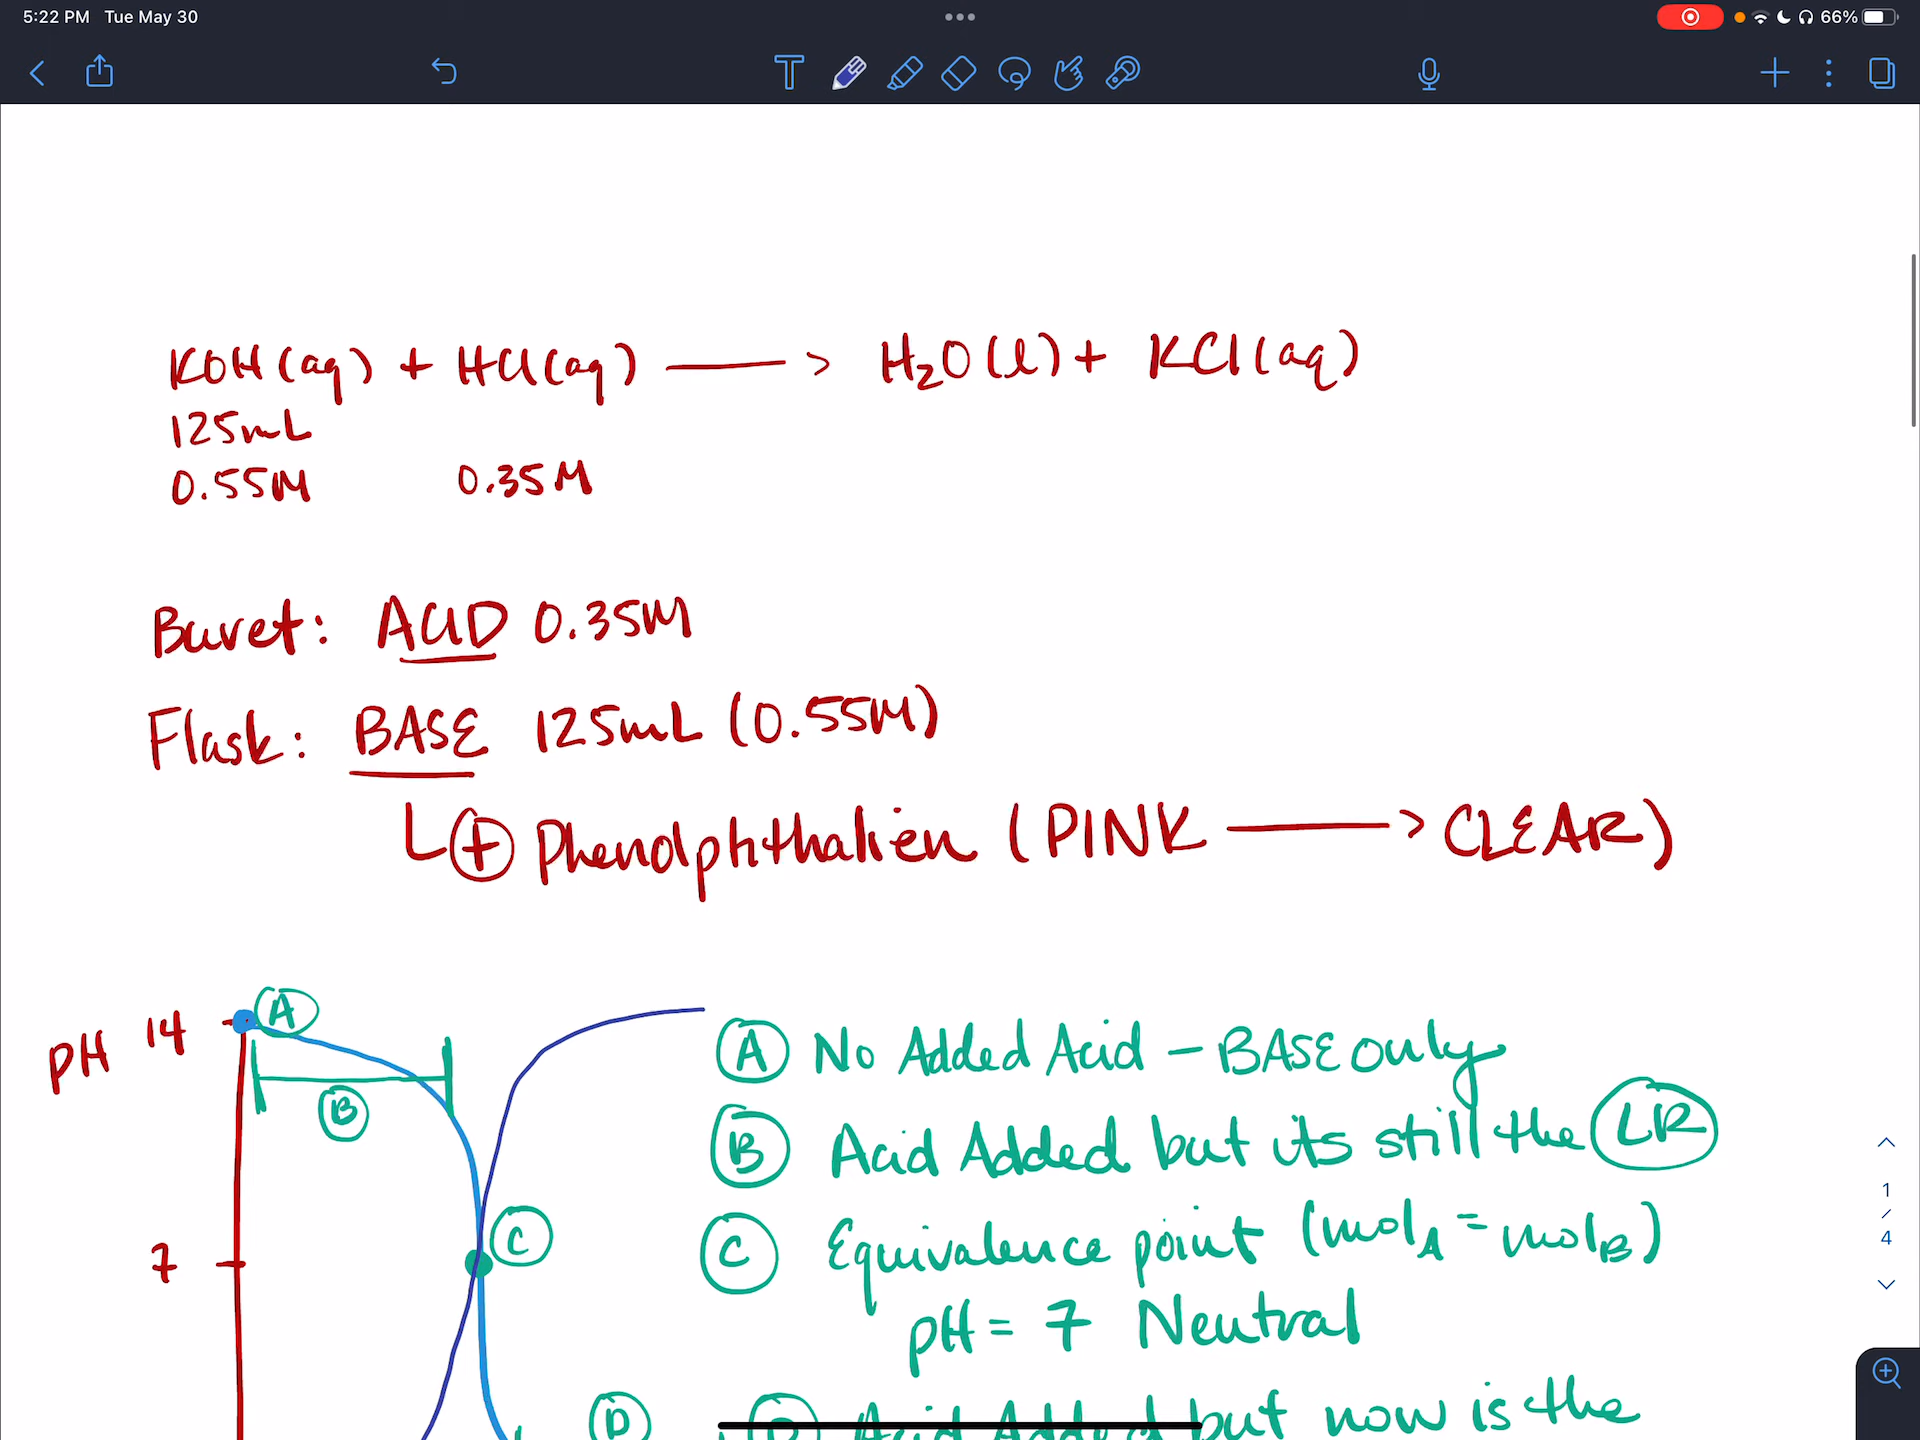 5:22 PM Tue May 30
66%
KOH(aq) + HCl(aq) ⟶ H₂O(l) + KCl(aq)
125mL
0.55M 0.35M
Buret: ACID 0.35M
Flask: BASE 125mL (0.55M)
+ Phenolphthalien (PINK ⟶ CLEAR)
PH 14
A
B
7
C
D
A No Added Acid - BASE only
B Acid Added but its still the LR
C Equivalence point (molA = molB)
pH = 7 Neutral
D Acid Added but now is the
1
/
4